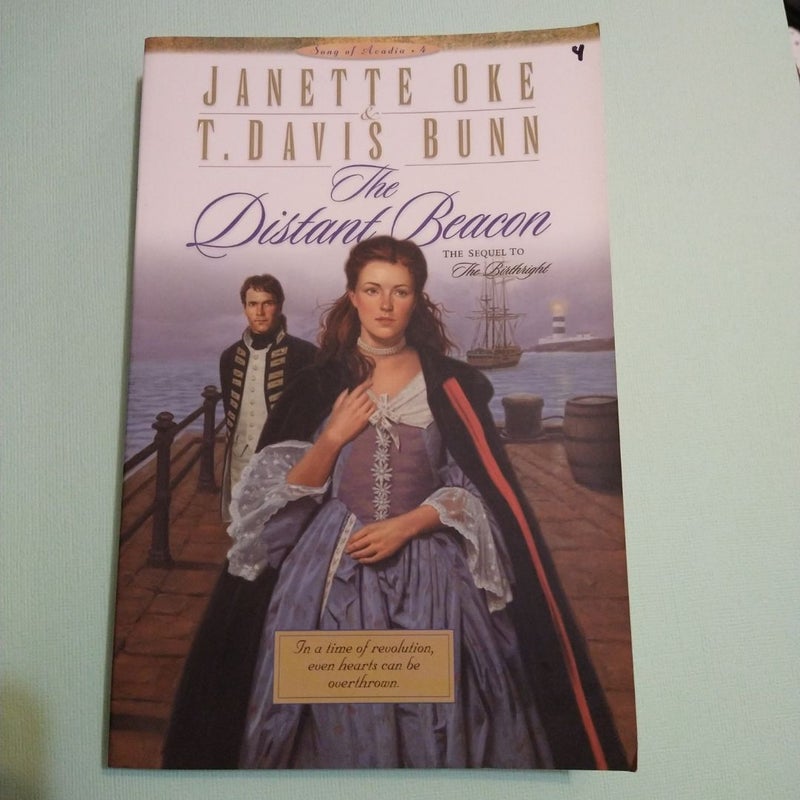 Song of Acadia • 4
4
JANETTE OKE
&
T. DAVIS BUNN
The
Distant Beacon
THE SEQUEL TO
The Birthright
In a time of revolution,
even hearts can be
overthrown.